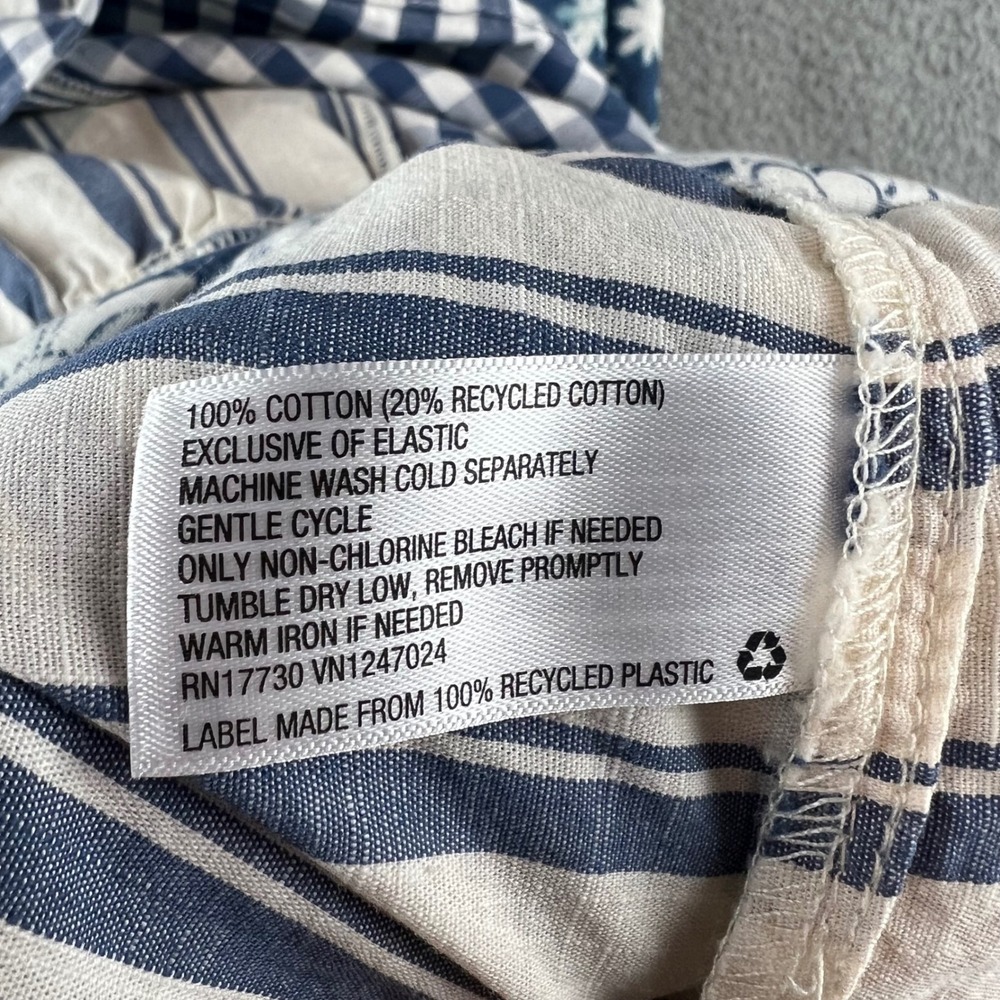 100% COTTON (20% RECYCLED COTTON)
EXCLUSIVE OF ELASTIC
MACHINE WASH COLD SEPARATELY
GENTLE CYCLE
ONLY NON-CHLORINE BLEACH IF NEEDED
TUMBLE DRY LOW, REMOVE PROMPTLY
WARM IRON IF NEEDED
RN17730 VN1247024
LABEL MADE FROM 100% RECYCLED PLASTIC